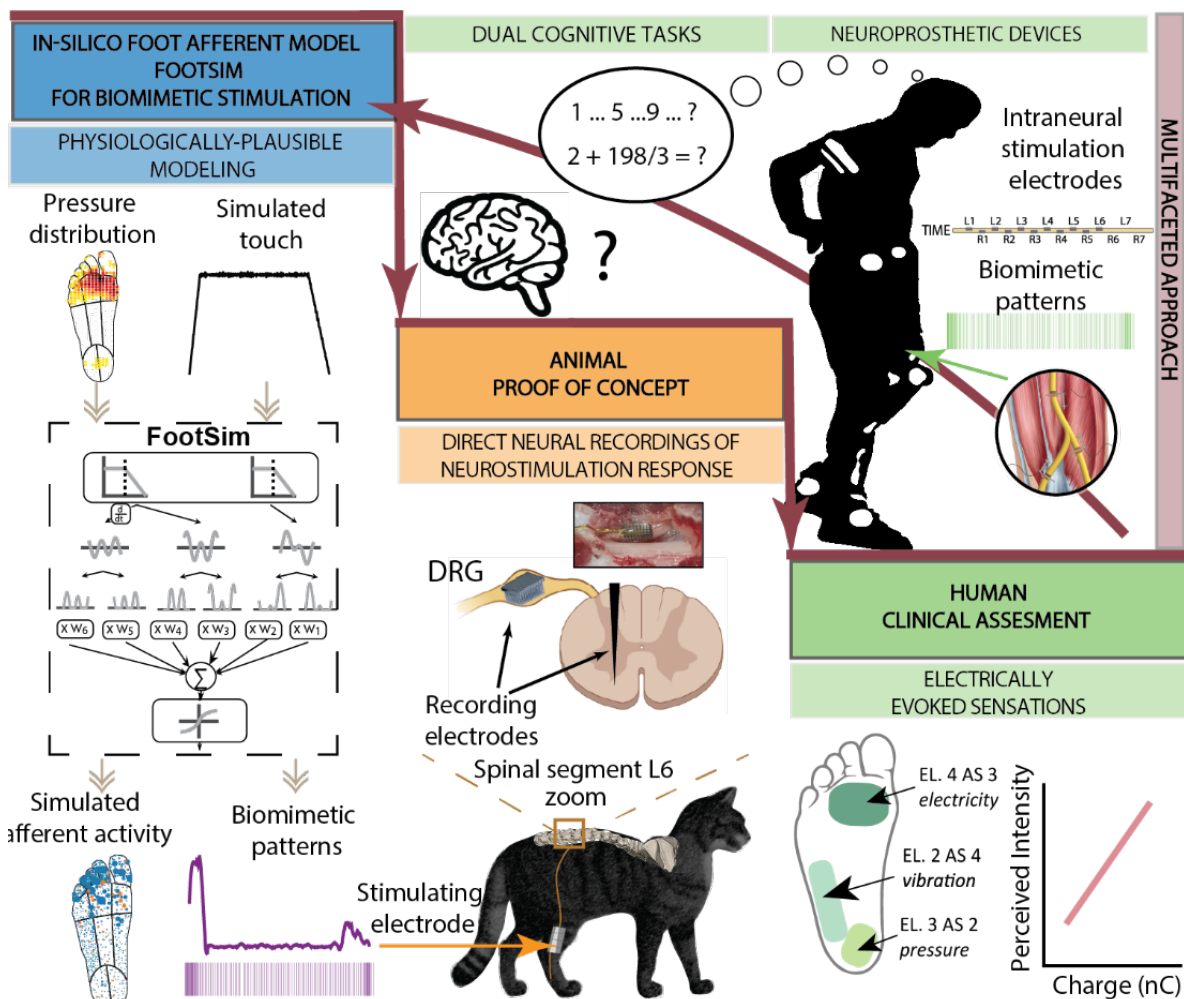 IN-SILICO FOOT AFFERENT MODEL
FOOTSIM
FOR BIOMIMETIC STIMULATION
PHYSIOLOGICALLY-PLAUSIBLE
MODELING
Pressure
distribution
Simulated
touch
FootSim
d
dt
x W6
x W5
x W4
x W3
x W2
x W1
Σ
Simulated
afferent activity
Biomimetic
patterns
DUAL COGNITIVE TASKS
1 ... 5 ...9 ... ?
2 + 198/3 = ?
?
ANIMAL
PROOF OF CONCEPT
DIRECT NEURAL RECORDINGS OF
NEUROSTIMULATION RESPONSE
DRG
Recording
electrodes
Spinal segment L6
zoom
Stimulating
electrode
NEUROPROSTHETIC DEVICES
Intraneural
stimulation
electrodes
L1 L2 L3 L4 L5 L6 L7
TIME
R1 R2 R3 R4 R5 R6 R7
Biomimetic
patterns
MULTIFACETED APPROACH
HUMAN
CLINICAL ASSESMENT
ELECTRICALLY
EVOKED SENSATIONS
EL. 4 AS 3
electricity
EL. 2 AS 4
vibration
EL. 3 AS 2
pressure
Perceived Intensity
Charge (nC)